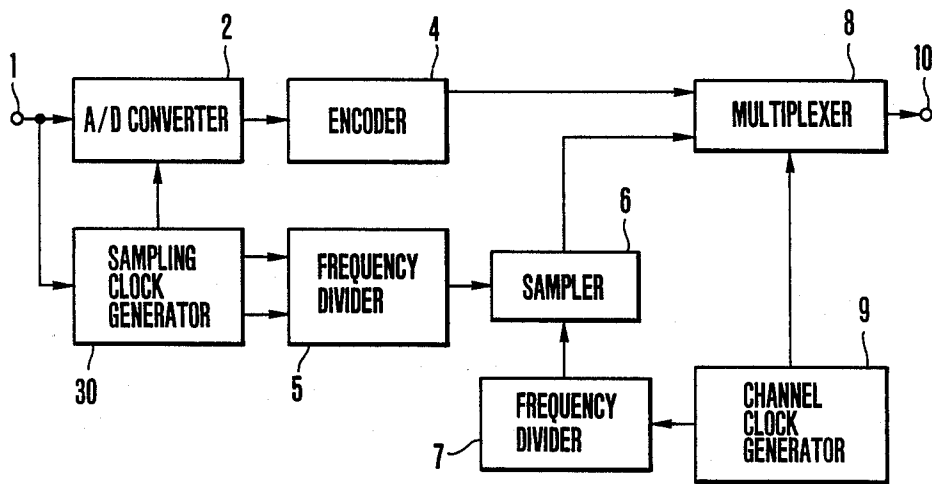 1
2
A/D CONVERTER
4
ENCODER
8
MULTIPLEXER
10
SAMPLING
CLOCK
GENERATOR
30
FREQUENCY
DIVIDER
5
6
SAMPLER
7
FREQUENCY
DIVIDER
9
CHANNEL
CLOCK
GENERATOR